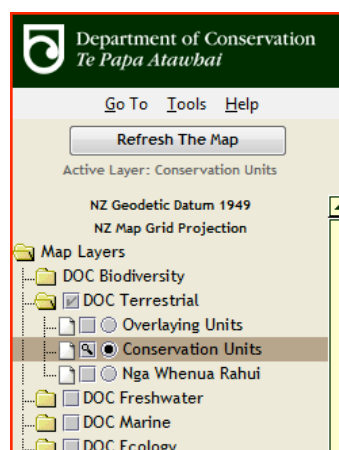 Department of Conservation
Te Papa Atawhai
Go To Tools Help
Refresh The Map
Active Layer: Conservation Units
NZ Geodetic Datum 1949
NZ Map Grid Projection
Map Layers
DOC Biodiversity
DOC Terrestrial
Overlaying Units
Conservation Units
Nga Whenua Rahui
DOC Freshwater
DOC Marine
DOC Ecology